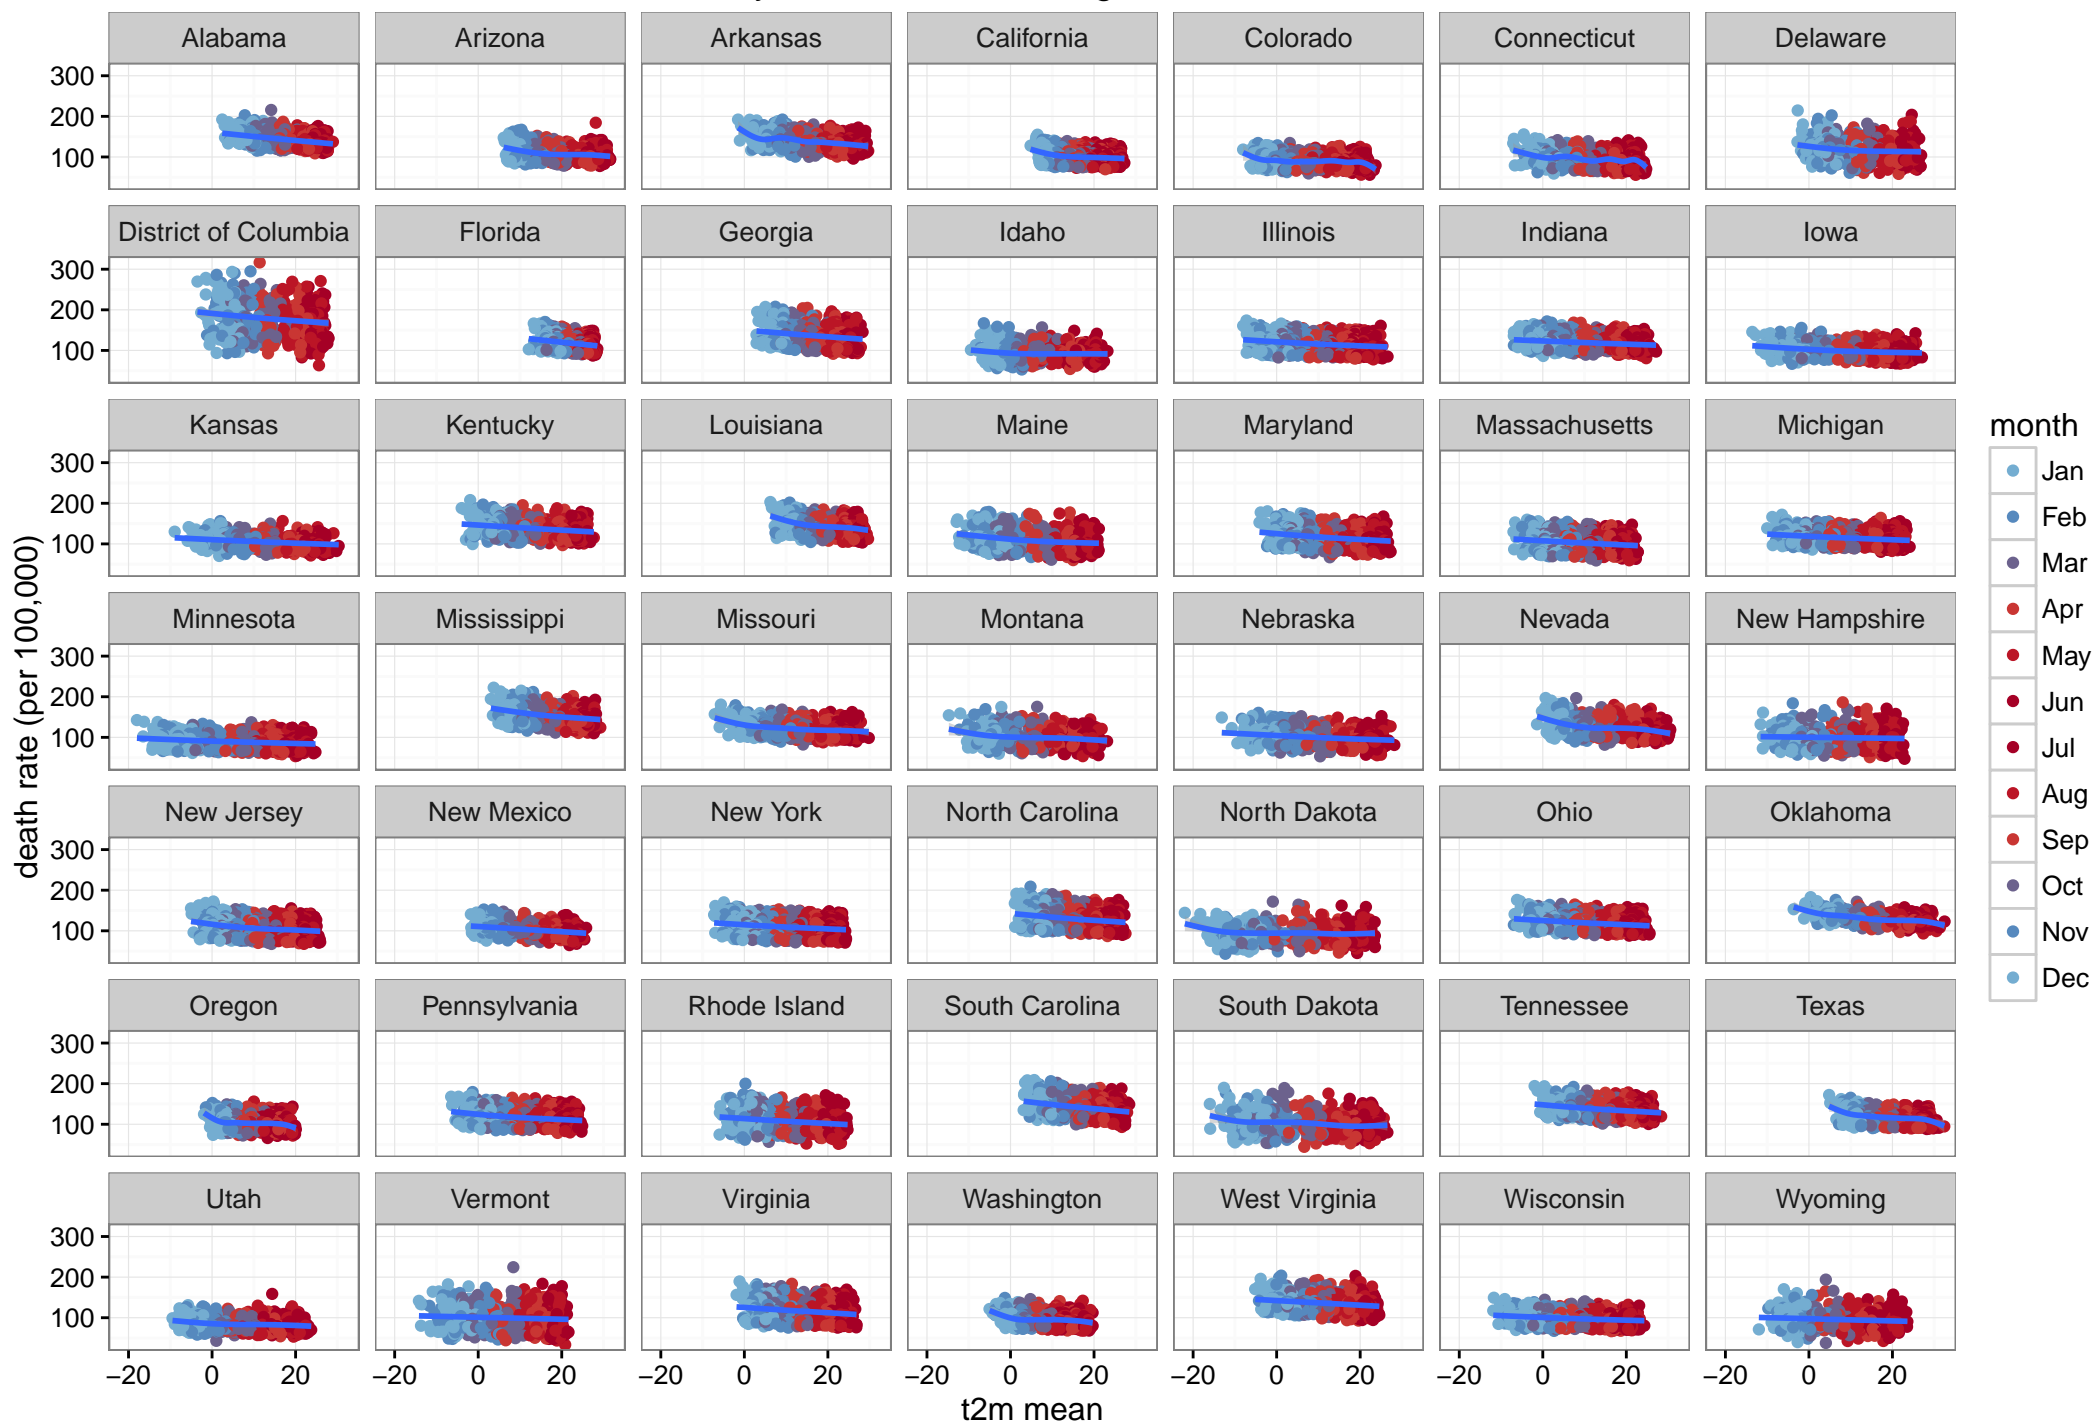 Alabama Arizona Arkansas California Colorado Connecticut Delaware
300
200
100
District of Columbia Florida Georgia Idaho Illinois Indiana Iowa
300
200
100
Kansas Kentucky Louisiana Maine Maryland Massachusetts Michigan
300
200
100
Minnesota Mississippi Missouri Montana Nebraska Nevada New Hampshire
300
200
100
New Jersey New Mexico New York North Carolina North Dakota Ohio Oklahoma
300
200
100
Oregon Pennsylvania Rhode Island South Carolina South Dakota Tennessee Texas
300
200
100
Utah Vermont Virginia Washington West Virginia Wisconsin Wyoming
300
200
100
−20 0 20 −20 0 20 −20 0 20 −20 0 20 −20 0 20 −20 0 20 −20 0 20
t2m mean
death rate (per 100,000)
month
Jan
Feb
Mar
Apr
May
Jun
Jul
Aug
Sep
Oct
Nov
Dec